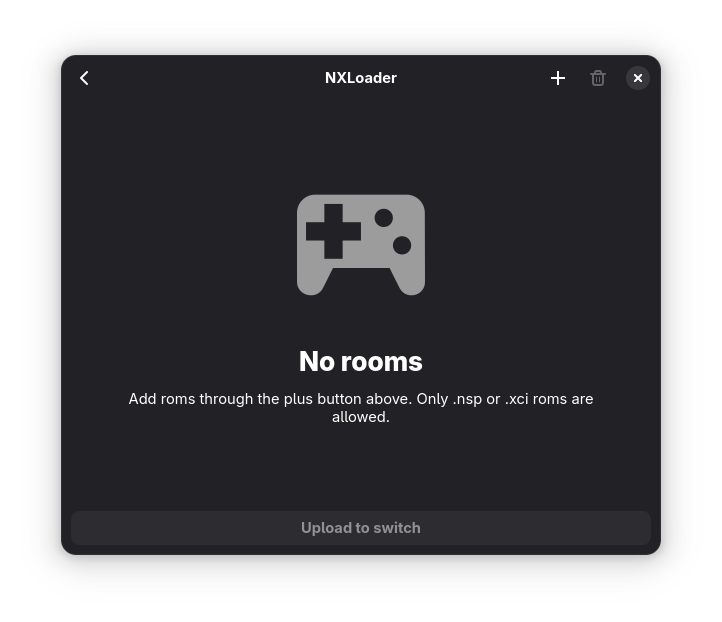 NXLoader
No rooms
Add roms through the plus button above. Only .nsp or .xci roms are
allowed.
Upload to switch